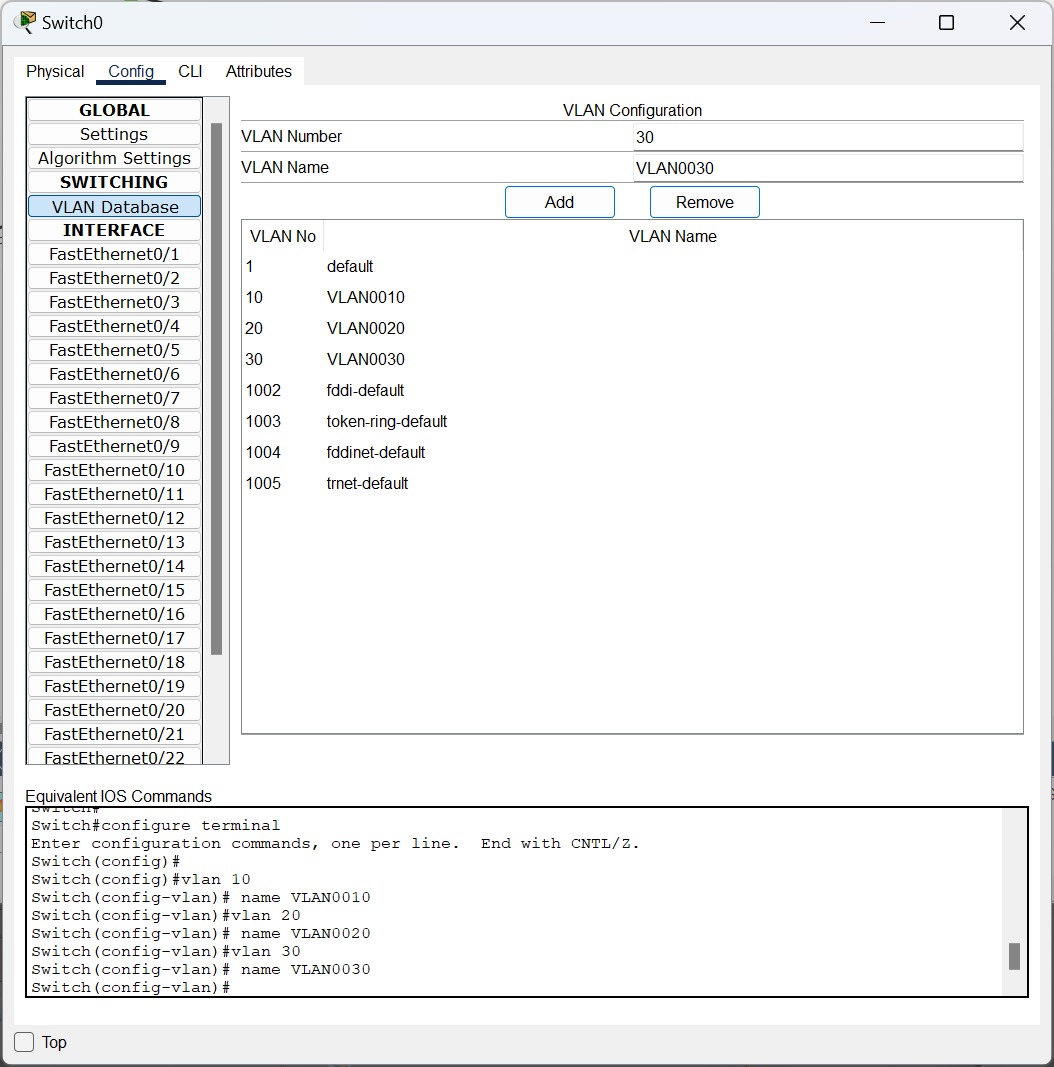 Switch0
Physical Config CLI Attributes
GLOBAL
Settings
Algorithm Settings
SWITCHING
VLAN Database
INTERFACE
FastEthernet0/1
FastEthernet0/2
FastEthernet0/3
FastEthernet0/4
FastEthernet0/5
FastEthernet0/6
FastEthernet0/7
FastEthernet0/8
FastEthernet0/9
FastEthernet0/10
FastEthernet0/11
FastEthernet0/12
FastEthernet0/13
FastEthernet0/14
FastEthernet0/15
FastEthernet0/16
FastEthernet0/17
FastEthernet0/18
FastEthernet0/19
FastEthernet0/20
FastEthernet0/21
FastEthernet0/22
VLAN Configuration
VLAN Number 30
VLAN Name VLAN0030
Add Remove
VLAN No VLAN Name
1 default
10 VLAN0010
20 VLAN0020
30 VLAN0030
1002 fddi-default
1003 token-ring-default
1004 fddinet-default
1005 trnet-default
Equivalent IOS Commands
Switch#
Switch#configure terminal
Enter configuration commands, one per line.  End with CNTL/Z.
Switch(config)#
Switch(config)#vlan 10
Switch(config-vlan)# name VLAN0010
Switch(config-vlan)#vlan 20
Switch(config-vlan)# name VLAN0020
Switch(config-vlan)#vlan 30
Switch(config-vlan)# name VLAN0030
Switch(config-vlan)#
Top